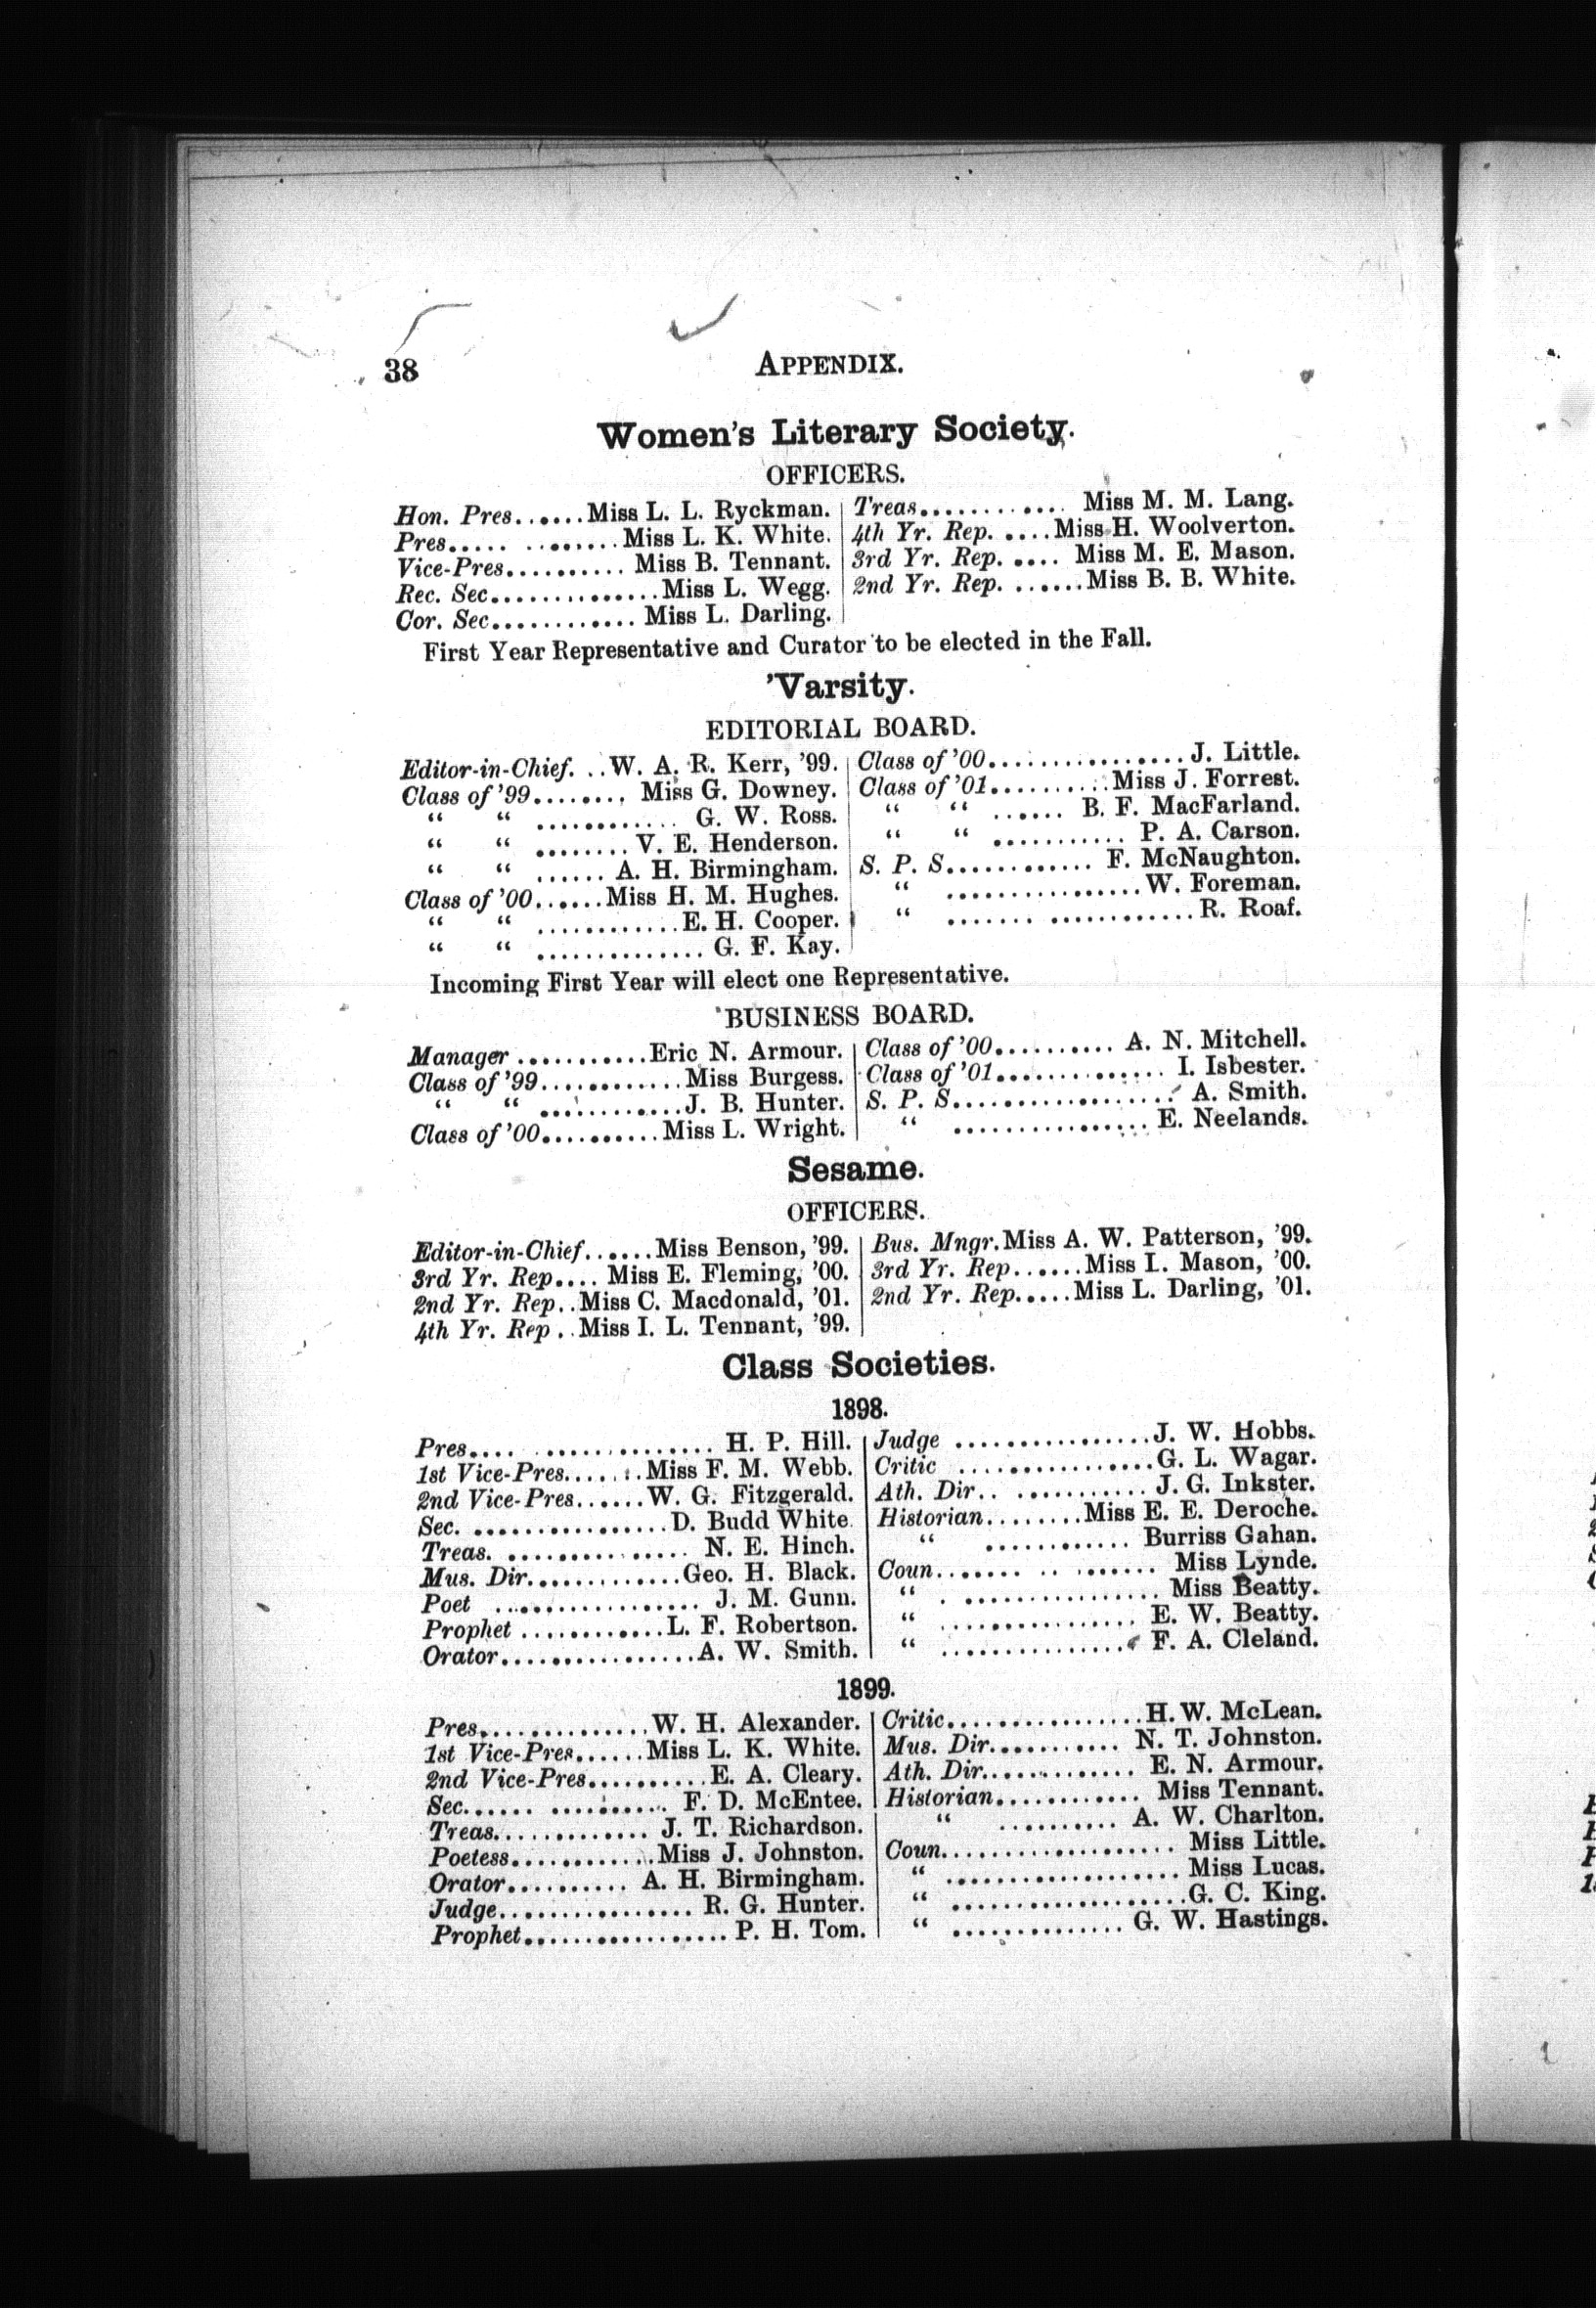 38
APPENDIX.
Women's Literary Society.
OFFICERS.
Hon. Pres......Miss L. L. Ryckman.
Pres..... .......Miss L. K. White.
Vice-Pres.......... Miss B. Tennant.
Rec. Sec..............Miss L. Wegg.
Cor. Sec............ Miss L. Darling.
Treas............ Miss M. M. Lang.
4th Yr. Rep. ....Miss H. Woolverton.
3rd Yr. Rep. .... Miss M. E. Mason.
2nd Yr. Rep. ......Miss B. B. White.
First Year Representative and Curator to be elected in the Fall.
'Varsity.
EDITORIAL BOARD.
Editor-in-Chief. ..W. A. R. Kerr, '99.
Class of '99........ Miss G. Downey.
“ “ ............ G. W. Ross.
“ “ ........V. E. Henderson.
“ “ ...... A. H. Birmingham.
Class of '00......Miss H. M. Hughes.
“ “ ............E. H. Cooper.
“ “ .............. G. F. Kay.
Class of '00................J. Little.
Class of '01..........Miss J. Forrest.
“ “ ...... B. F. MacFarland.
“ “ ........... P. A. Carson.
S. P. S............ F. McNaughton.
“ ................W. Foreman.
“ ....... ............R. Roaf.
Incoming First Year will elect one Representative.
BUSINESS BOARD.
Manager ...........Eric N. Armour.
Class of '99............Miss Burgess.
“ “ ............J. B. Hunter.
Class of '00..........Miss L. Wright.
Class of '00.......... A. N. Mitchell.
Class of '01.............. I. Isbester.
S. P. S.................. A. Smith.
“ ................ E. Neelands.
Sesame.
OFFICERS.
Editor-in-Chief......Miss Benson, '99.
3rd Yr. Rep.... Miss E. Fleming, '00.
2nd Yr. Rep..Miss C. Macdonald, '01.
4th Yr. Rep..Miss I. L. Tennant, '99.
Bus. Mngr.Miss A. W. Patterson, '99.
3rd Yr. Rep......Miss I. Mason, '00.
2nd Yr. Rep.....Miss L. Darling, '01.
Class Societies.
1898.
Pres.... .............. H. P. Hill.
1st Vice-Pres......Miss F. M. Webb.
2nd Vice-Pres......W. G. Fitzgerald.
Sec. ................D. Budd White.
Treas. ............... N. E. Hinch.
Mus. Dir.............Geo. H. Black.
Poet .................. J. M. Gunn.
Prophet ............L. F. Robertson.
Orator................A. W. Smith.
Judge ................J. W. Hobbs.
Critic ................G. L. Wagar.
Ath. Dir.. ........... J. G. Inkster.
Historian........Miss E. E. Deroche.
“ ............ Burriss Gahan.
Coun....... .. ....... Miss Lynde.
“ . ................ Miss Beatty.
“ ................ E. W. Beatty.
“ ................ F. A. Cleland.
1899.
Pres..............W. H. Alexander.
1st Vice-Pres......Miss L. K. White.
2nd Vice-Pres..........E. A. Cleary.
Sec...... .......... F. D. McEntee.
Treas............. J. T. Richardson.
Poetess............Miss J. Johnston.
Orator.......... A. H. Birmingham.
Judge................ R. G. Hunter.
Prophet................. P. H. Tom.
Critic................H. W. McLean.
Mus. Dir........... N. T. Johnston.
Ath. Dir............. E. N. Armour.
Historian............ Miss Tennant.
“ .......... A. W. Charlton.
Coun................... Miss Little.
“ ................... Miss Lucas.
“ ...................G. C. King.
“ .............. G. W. Hastings.